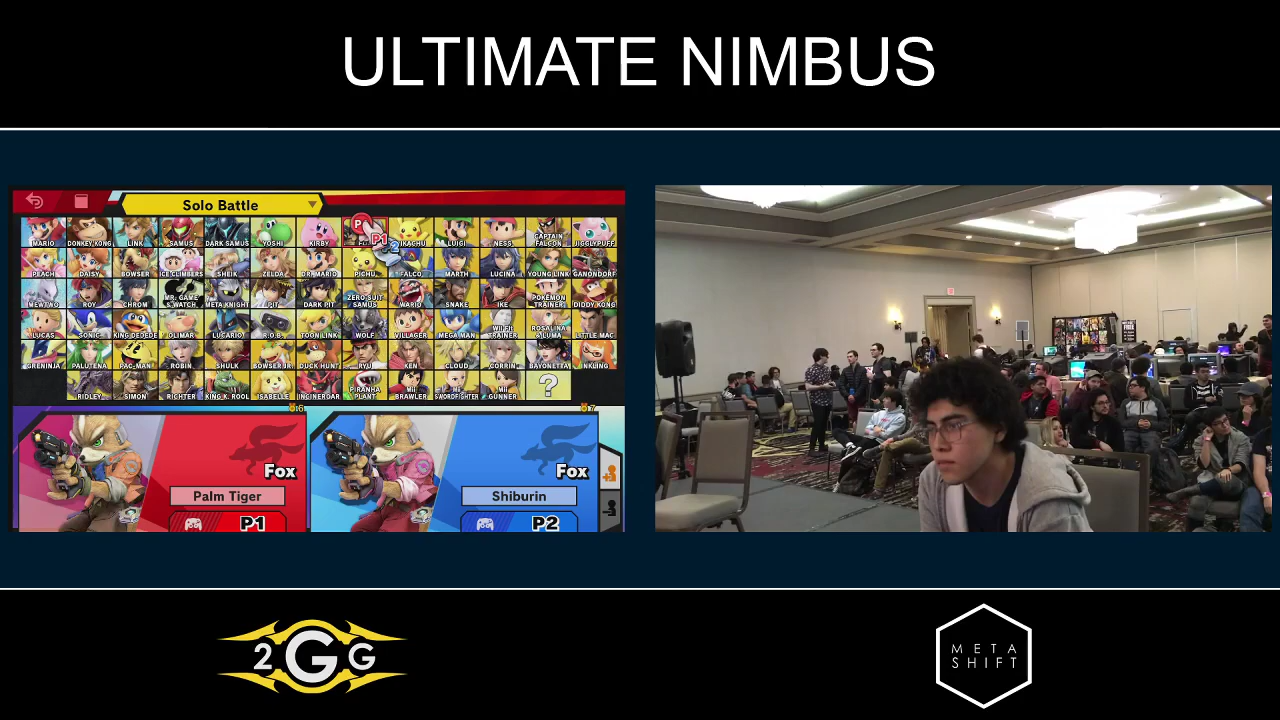 ULTIMATE NIMBUS
Solo Battle
MARIO DONKEY KONG LINK SAMUS DARK SAMUS YOSHI KIRBY P1 LUIGI NESS CAPTAIN FALCON JIGGLYPUFF
PEACH DAISY BOWSER ICE CLIMBERS SHEIK ZELDA DR. MARIO PICHU FALCO MARTH LUCINA YOUNG LINK GANONDORF
MEWTWO ROY CHROM MR. GAME & WATCH META KNIGHT PIT DARK PIT ZERO SUIT SAMUS WARIO SNAKE IKE POKÉMON TRAINER DIDDY KONG
LUCAS SONIC KING DEDEDE OLIMAR LUCARIO R.O.B. TOON LINK WOLF VILLAGER MEGA MAN WII FIT TRAINER ROSALINA & LUMA LITTLE MAC
GRENINJA PALUTENA PAC-MAN ROBIN SHULK BOWSER JR. DUCK HUNT RYU KEN CLOUD CORRIN BAYONETTA INKLING
RIDLEY SIMON RICHTER KING K. ROOL ISABELLE INCINEROAR PIRANHA PLANT Mii BRAWLER Mii SWORDFIGHTER Mii GUNNER ?
Fox Fox
Palm Tiger Shiburin
P1 P2
2GG
META
SHIFT